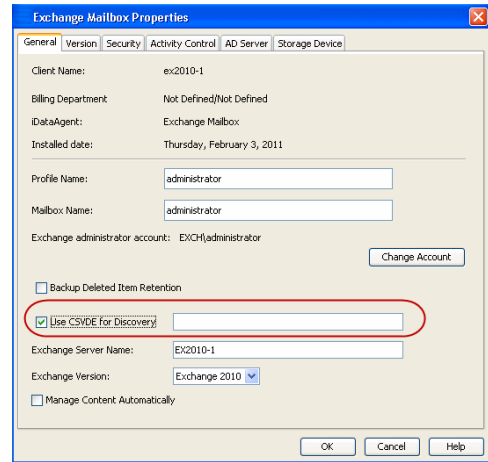 Exchange Mailbox Properties
General Version Security Activity Control AD Server Storage Device
Client Name: ex2010-1
Billing Department Not Defined/Not Defined
iDataAgent: Exchange Mailbox
Installed date: Thursday, February 3, 2011
Profile Name: administrator
Mailbox Name: administrator
Exchange administrator account: EXCH\administrator
Change Account
Backup Deleted Item Retention
Use CSVDE for Discovery
Exchange Server Name: EX2010-1
Exchange Version: Exchange 2010
Manage Content Automatically
OK Cancel Help